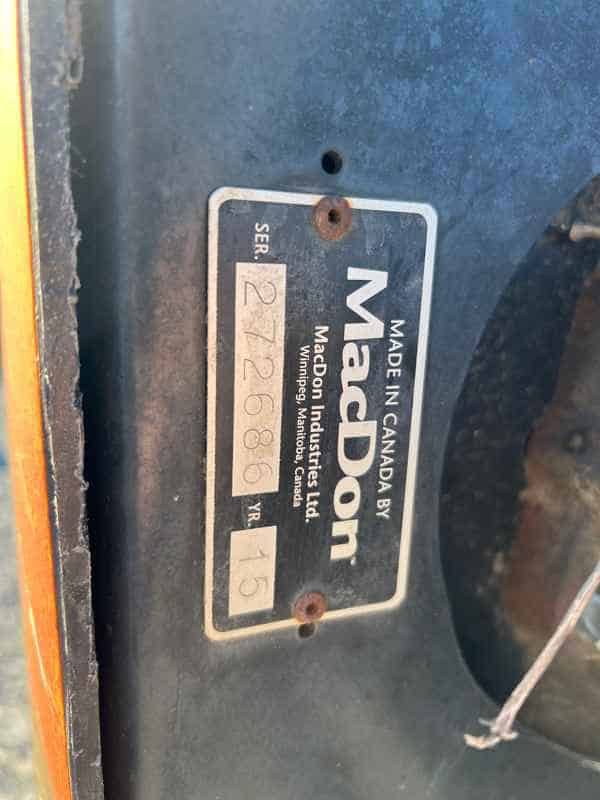 MADE IN CANADA BY
MacDon
MacDon Industries Ltd.
Winnipeg, Manitoba, Canada
SER. 272686 YR. 15